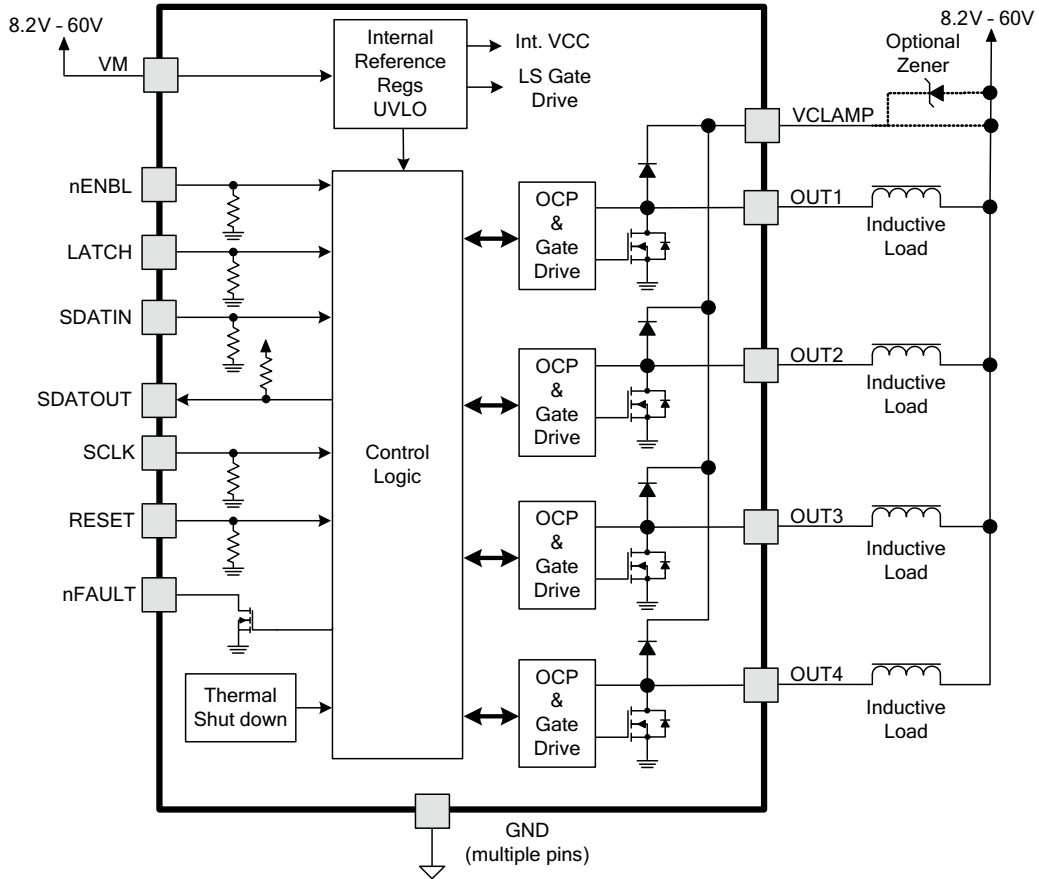 8.2V - 60V
8.2V - 60V
Internal
Reference
Regs
UVLO
Int. VCC
LS Gate
Drive
Optional
Zener
VM
VCLAMP
nENBL
LATCH
SDATIN
SDATOUT
SCLK
RESET
nFAULT
Control
Logic
Thermal
Shut down
OCP
&
Gate
Drive
OUT1
Inductive
Load
OCP
&
Gate
Drive
OUT2
Inductive
Load
OCP
&
Gate
Drive
OUT3
Inductive
Load
OCP
&
Gate
Drive
OUT4
Inductive
Load
GND
(multiple pins)